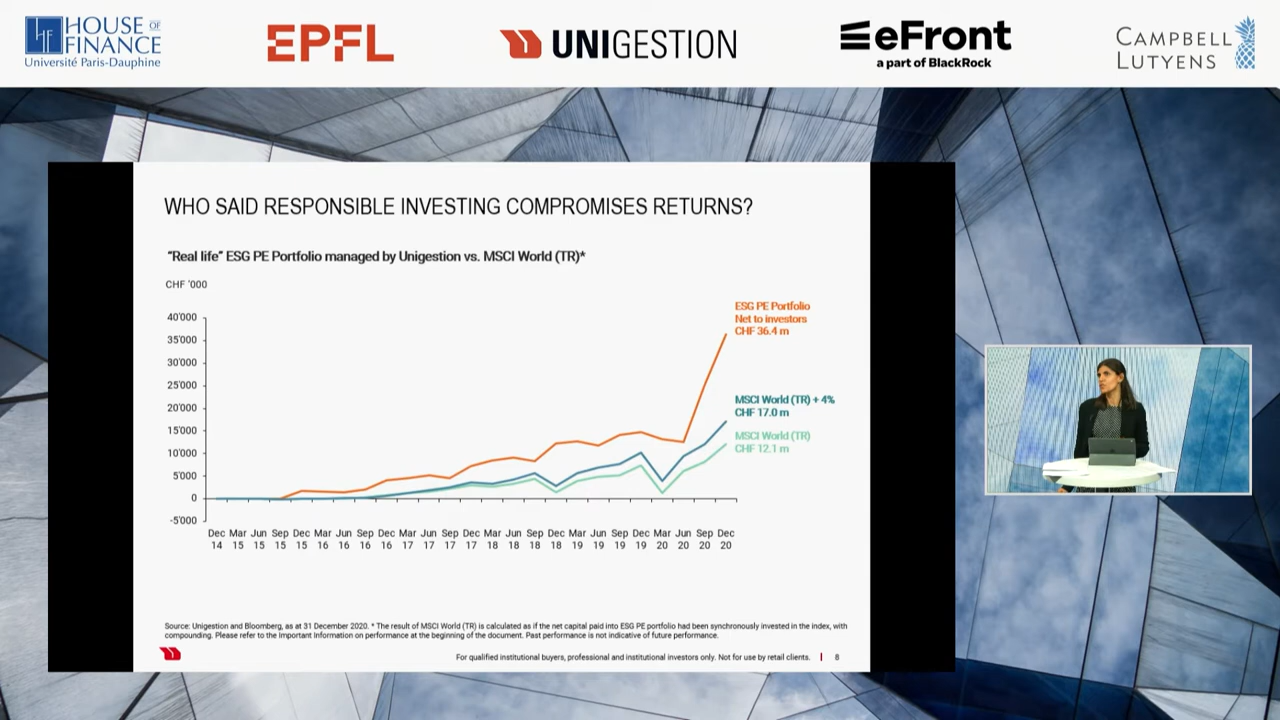 HOUSE OF
FINANCE
Université Paris-Dauphine
EPFL
UNIGESTION
eFront
a part of BlackRock
CAMPBELL
LUTYENS
WHO SAID RESPONSIBLE INVESTING COMPROMISES RETURNS?
“Real life” ESG PE Portfolio managed by Unigestion vs. MSCI World (TR)*
CHF '000
40'000
35'000
30'000
25'000
20'000
15'000
10'000
5'000
0
-5'000
Dec Mar Jun Sep Dec Mar Jun Sep Dec Mar Jun Sep Dec Mar Jun Sep Dec Mar Jun Sep Dec Mar Jun Sep Dec
14 15 15 15 15 16 16 16 16 17 17 17 17 18 18 18 18 19 19 19 19 20 20 20 20
ESG PE Portfolio
Net to investors
CHF 36.4 m
MSCI World (TR) + 4%
CHF 17.0 m
MSCI World (TR)
CHF 12.1 m
Source: Unigestion and Bloomberg, as at 31 December 2020. * The result of MSCI World (TR) is calculated as if the net capital paid into ESG PE portfolio had been synchronously invested in the index, with
compounding. Please refer to the Important Information on performance at the beginning of the document. Past performance is not indicative of future performance.
For qualified institutional buyers, professional and institutional investors only. Not for use by retail clients. | 8